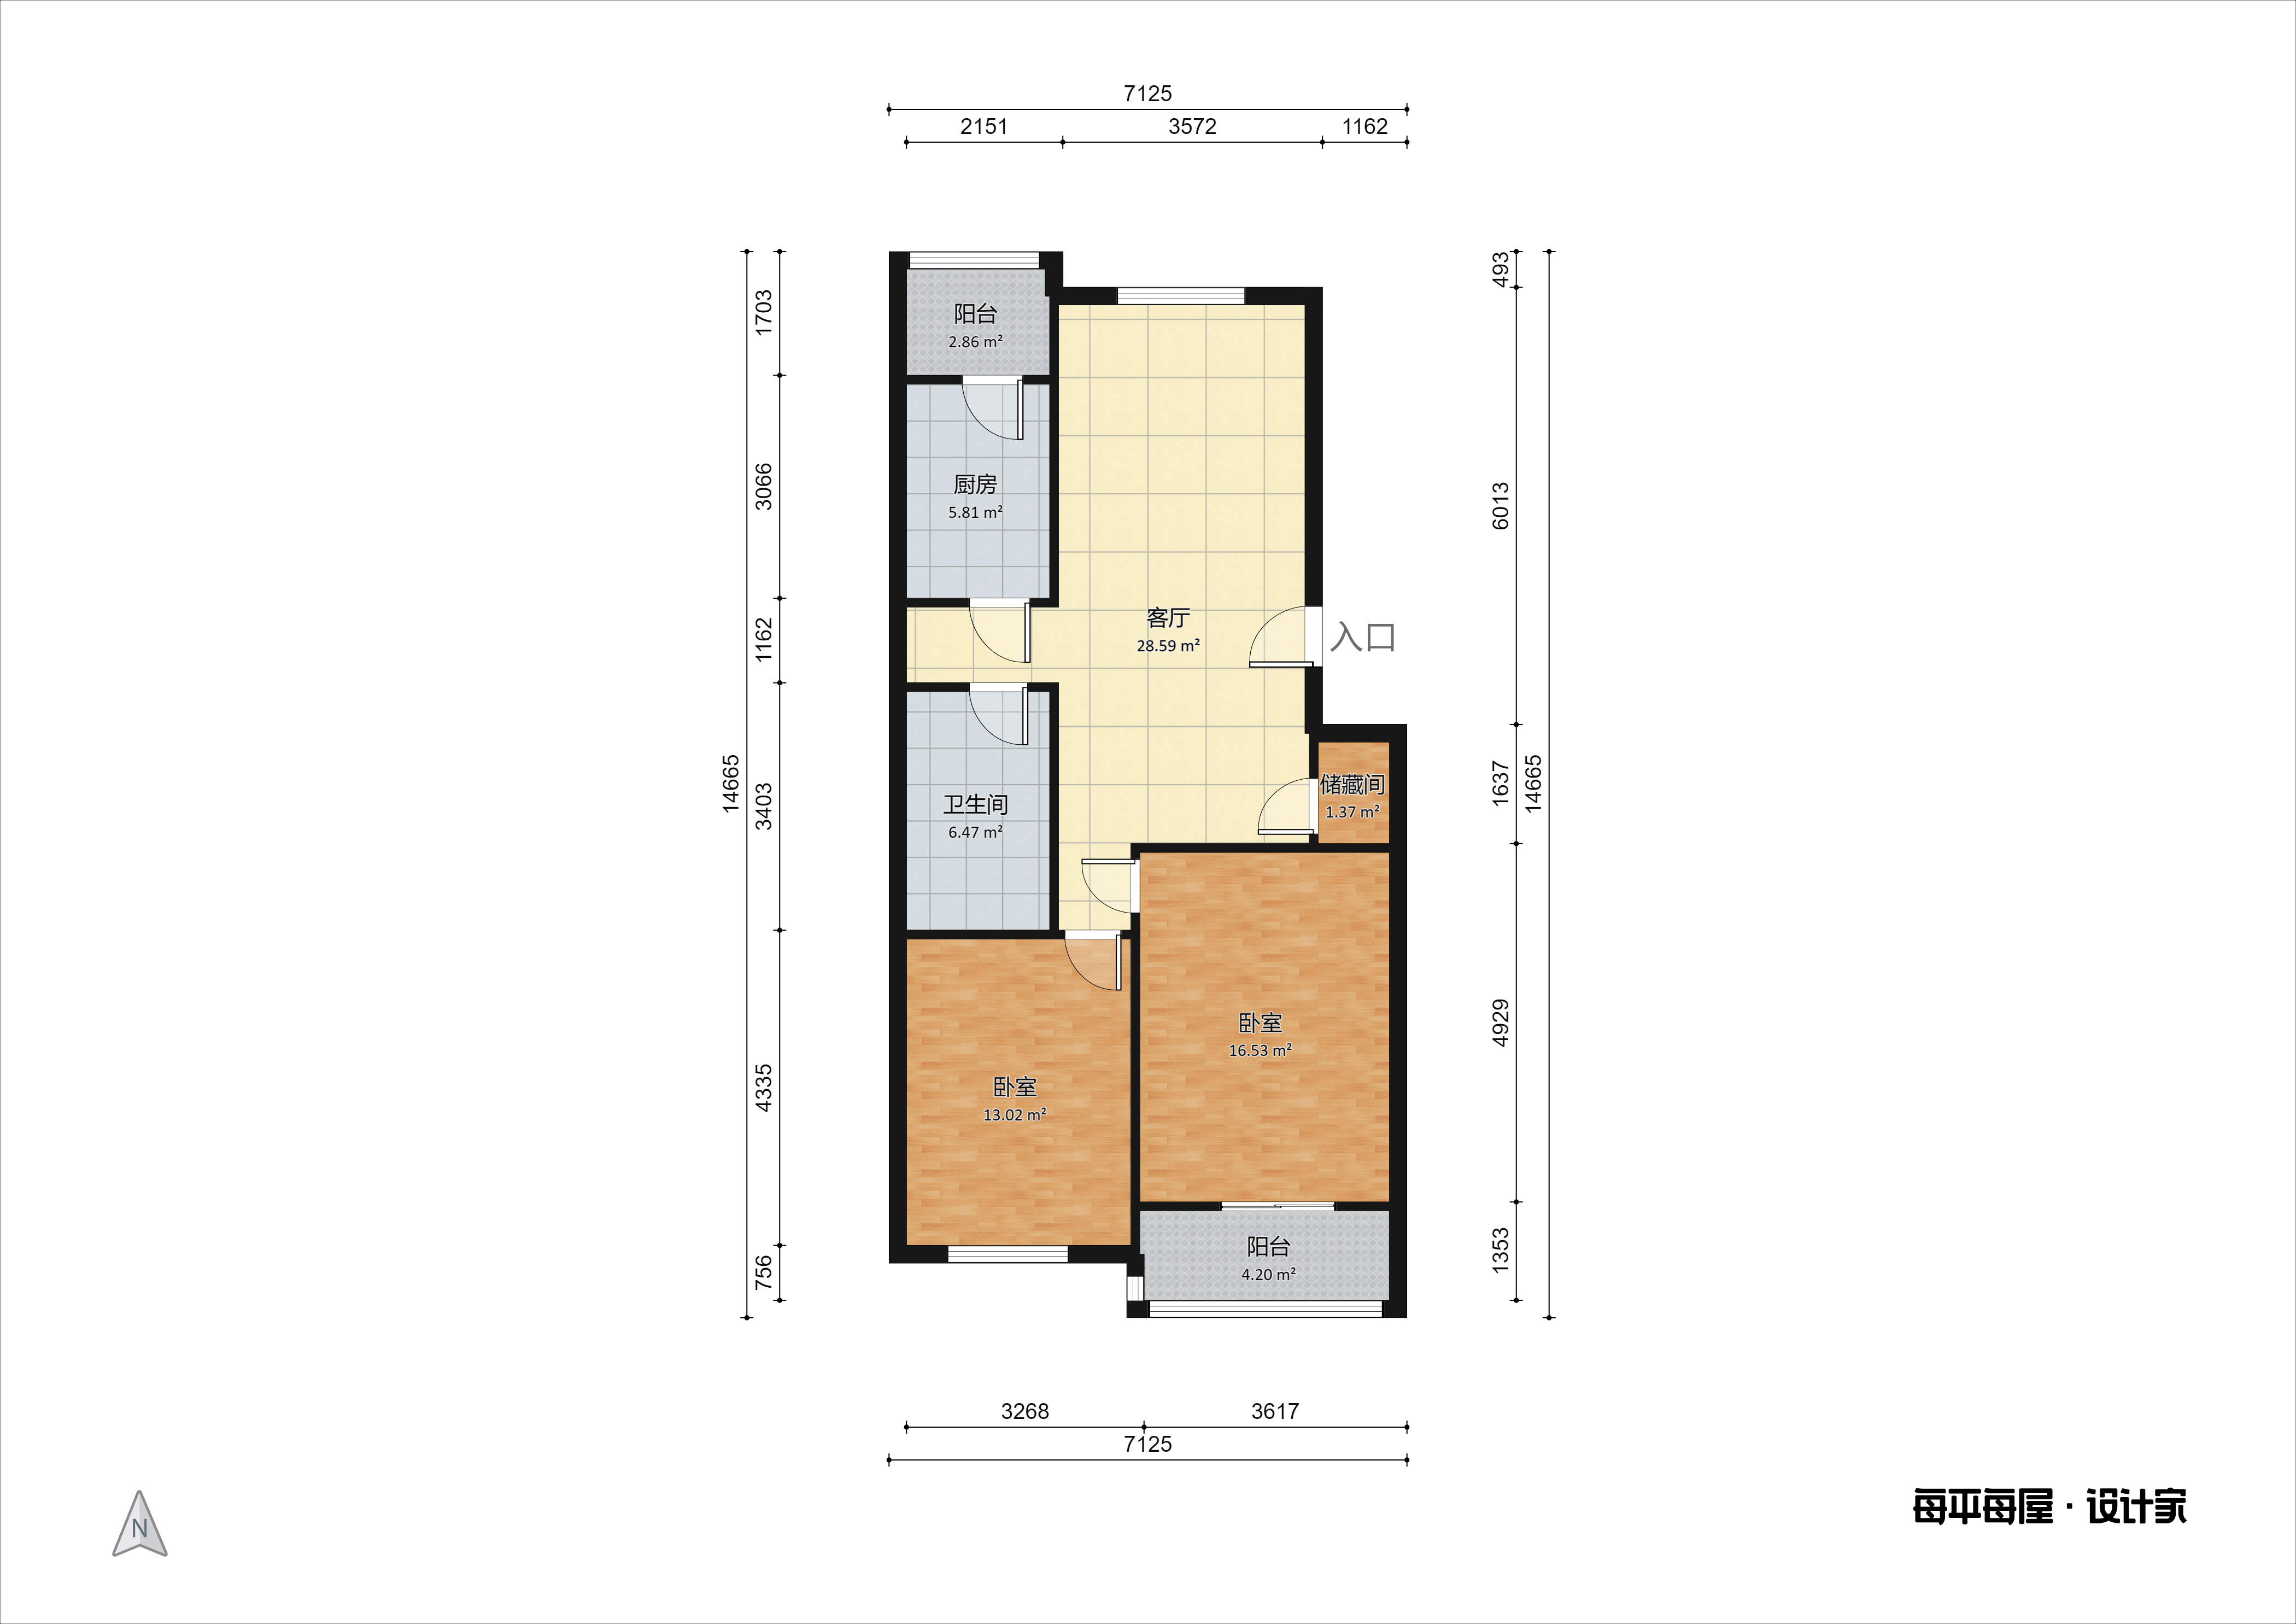 7125
2151 3572 1162
493
阳台
2.86 m²
1703
厨房
5.81 m²
3066
6013
客厅
28.59 m²
入口
1162
14665
储藏间
1.37 m²
1637
14665
卫生间
6.47 m²
3403
卧室
16.53 m²
4929
卧室
13.02 m²
4335
阳台
4.20 m²
756
1353
3268 3617
7125
N
每平每屋·设计家